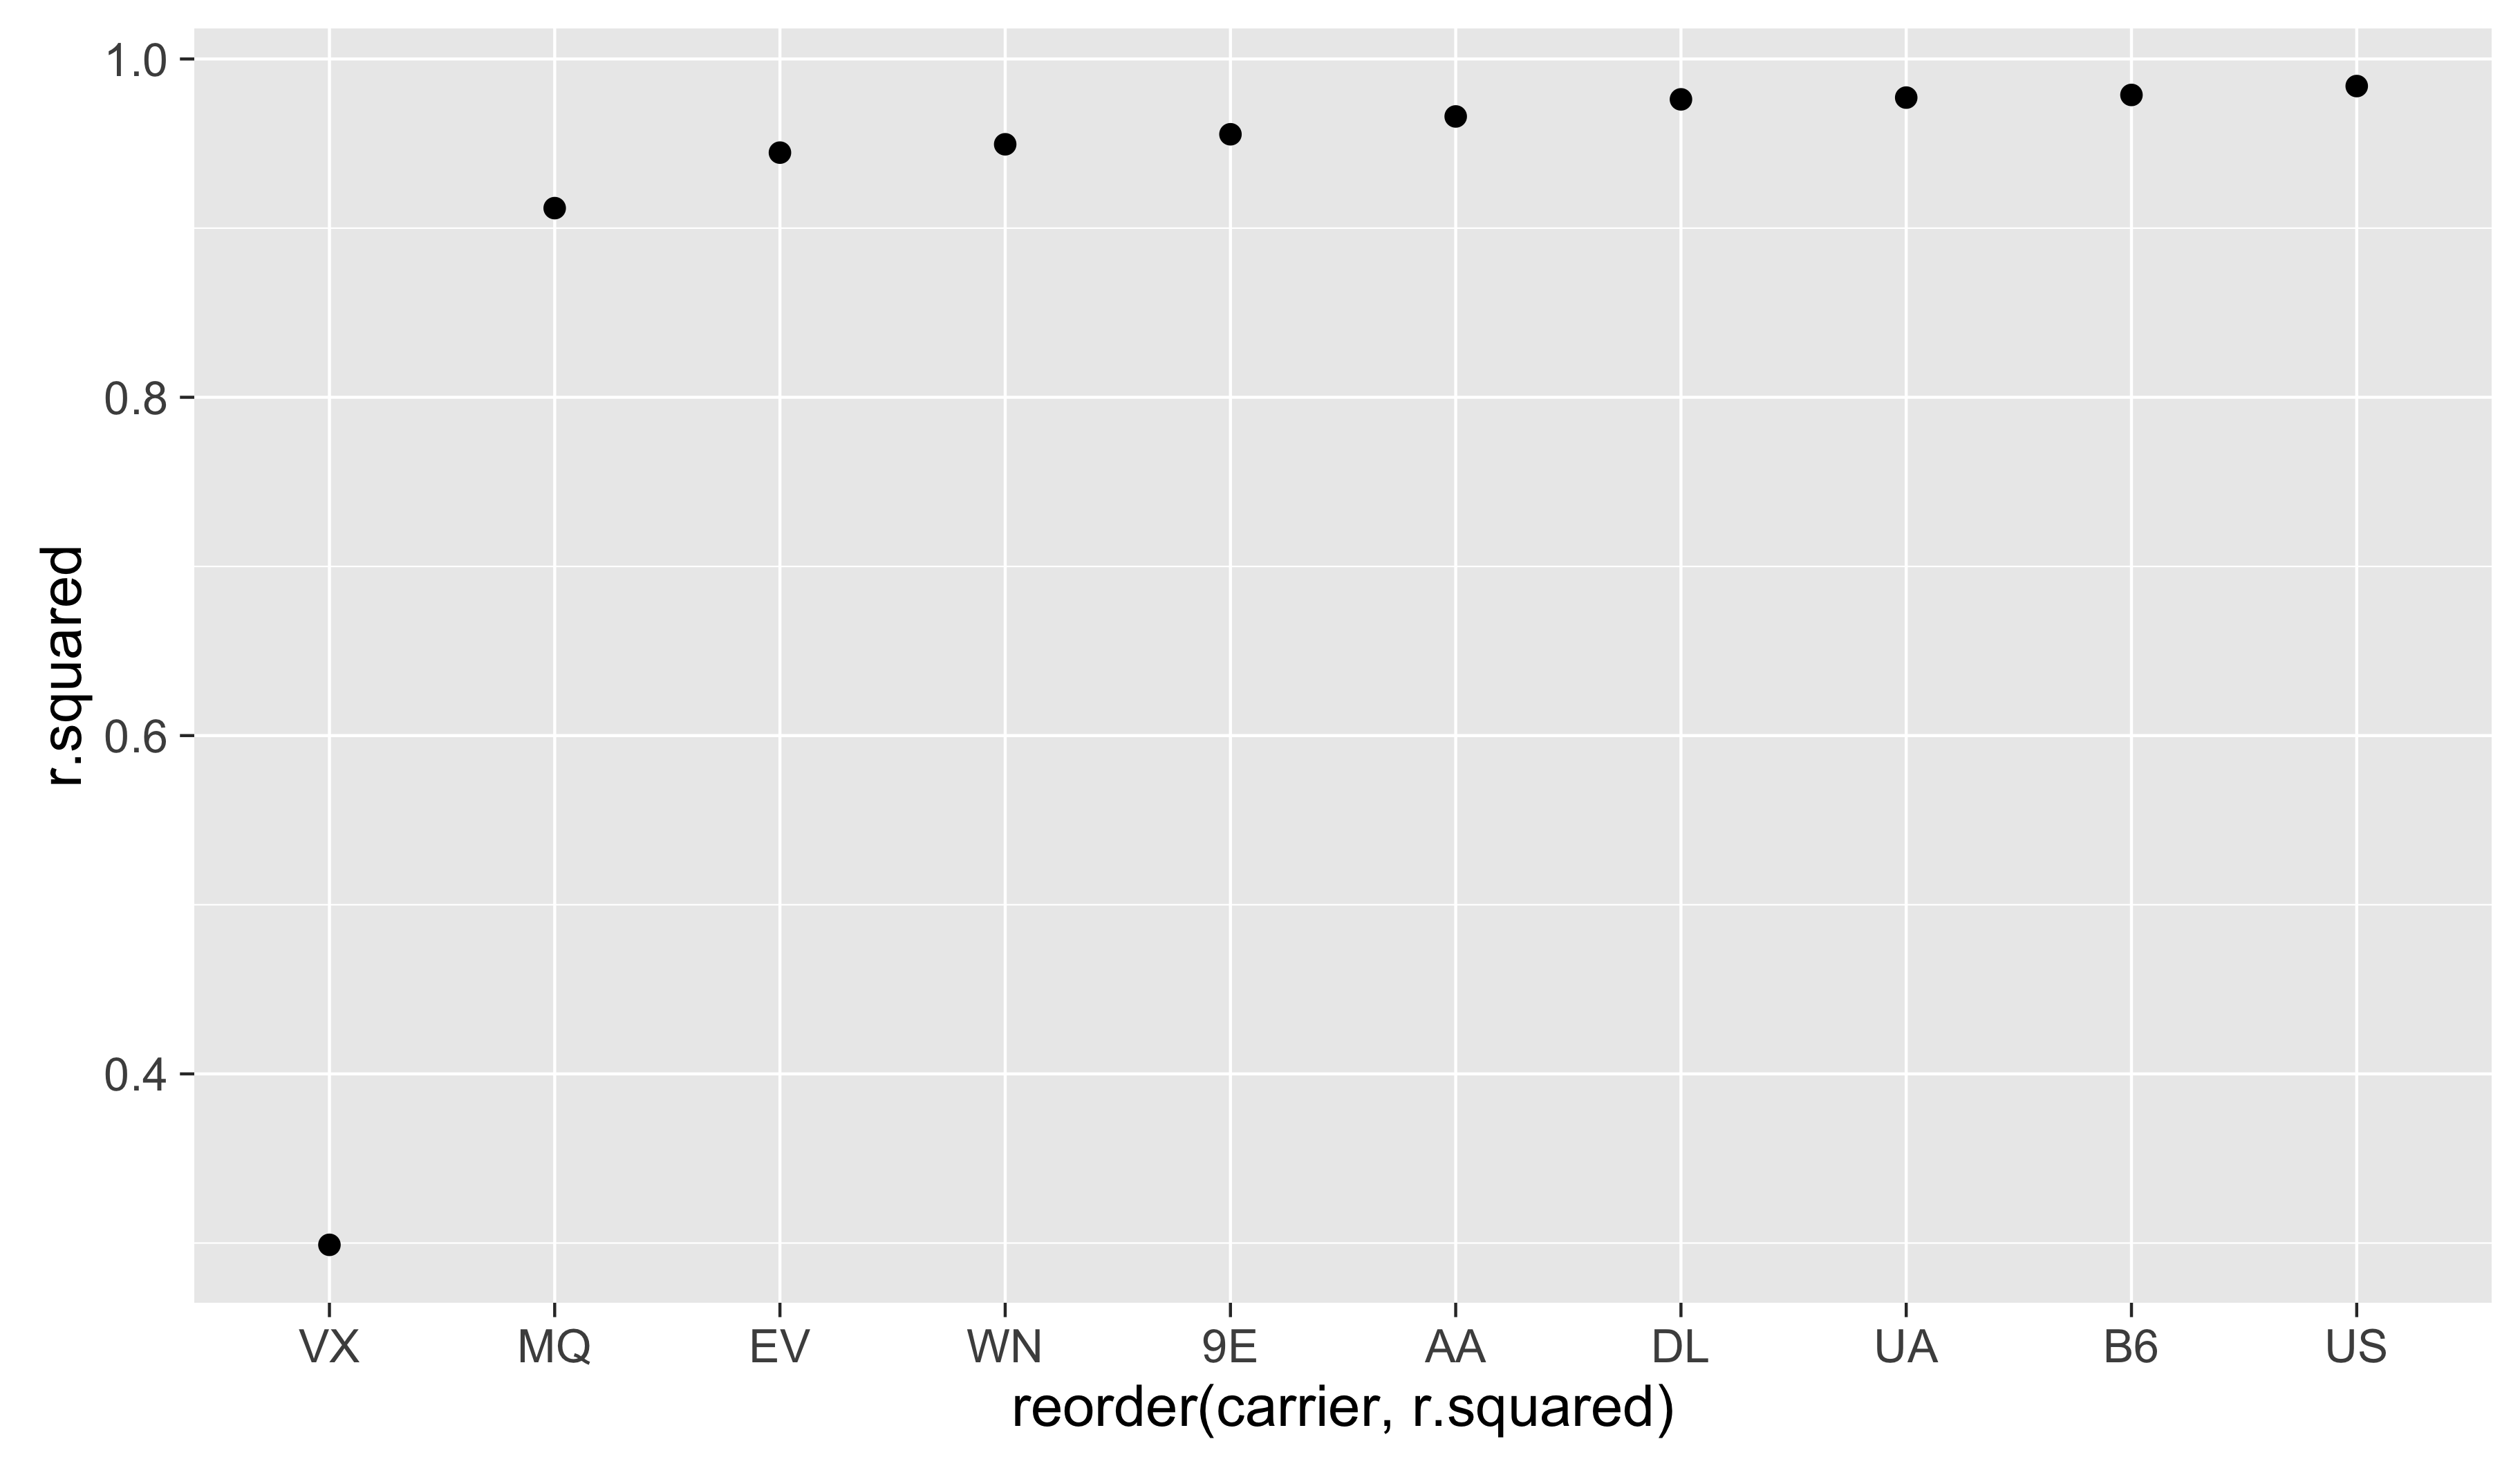 1.0
0.8
0.6
0.4
r.squared
VX MQ EV WN 9E AA DL UA B6 US
reorder(carrier, r.squared)